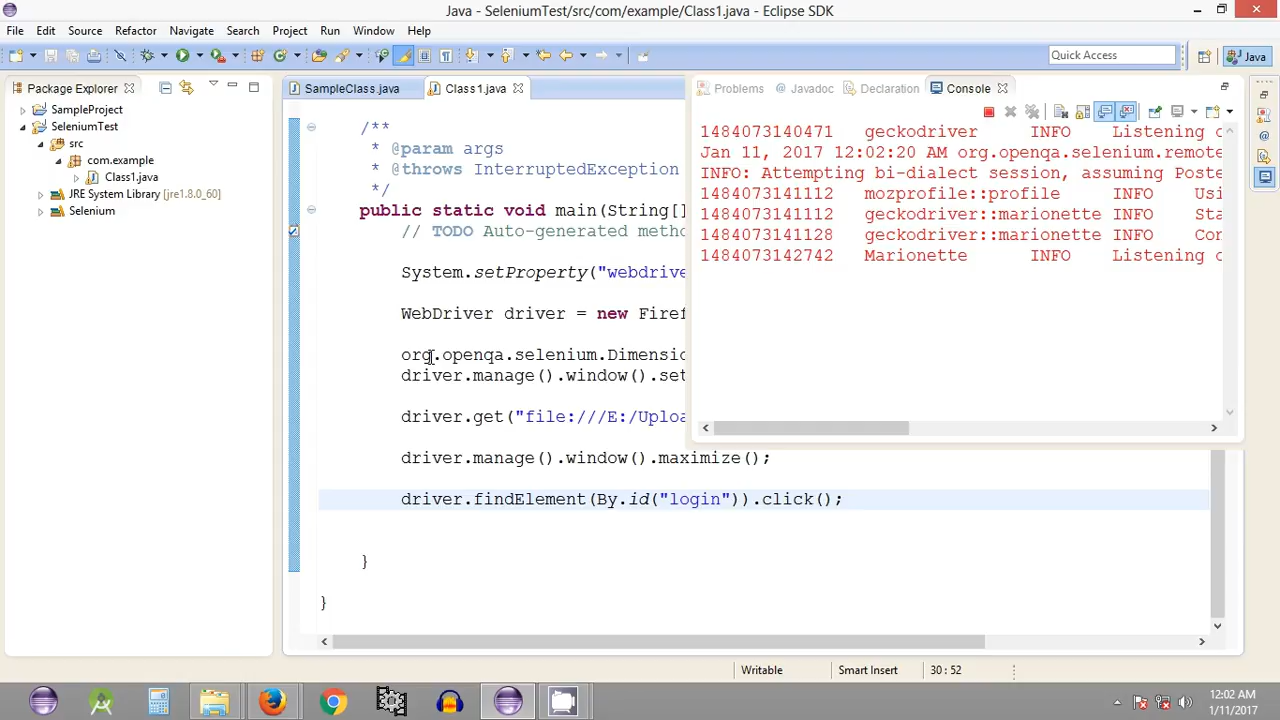 Java - SeleniumTest/src/com/example/Class1.java - Eclipse SDK
File Edit Source Refactor Navigate Search Project Run Window Help
Quick Access
Java
Package Explorer
SampleProject
SeleniumTest
src
com.example
Class1.java
JRE System Library [jre1.8.0_60]
Selenium
SampleClass.java
Class1.java
/**
* @param args
* @throws InterruptedException
*/
public static void main(String[]
// TODO Auto-generated metho
System.setProperty("webdrive
WebDriver driver = new Firef
org.openqa.selenium.Dimensio
driver.manage().window().set
driver.get("file:///E:/Uploa
driver.manage().window().maximize();
driver.findElement(By.id("login")).click();
}
}
Problems @ Javadoc Declaration Console
1484073140471 geckodriver INFO Listening o
Jan 11, 2017 12:02:20 AM org.openqa.selenium.remote
INFO: Attempting bi-dialect session, assuming Poste
1484073141112 mozprofile::profile INFO Usi
1484073141112 geckodriver::marionette INFO Sta
1484073141128 geckodriver::marionette INFO Con
1484073142742 Marionette INFO Listening o
Writable
Smart Insert
30 : 52
12:02 AM
1/11/2017